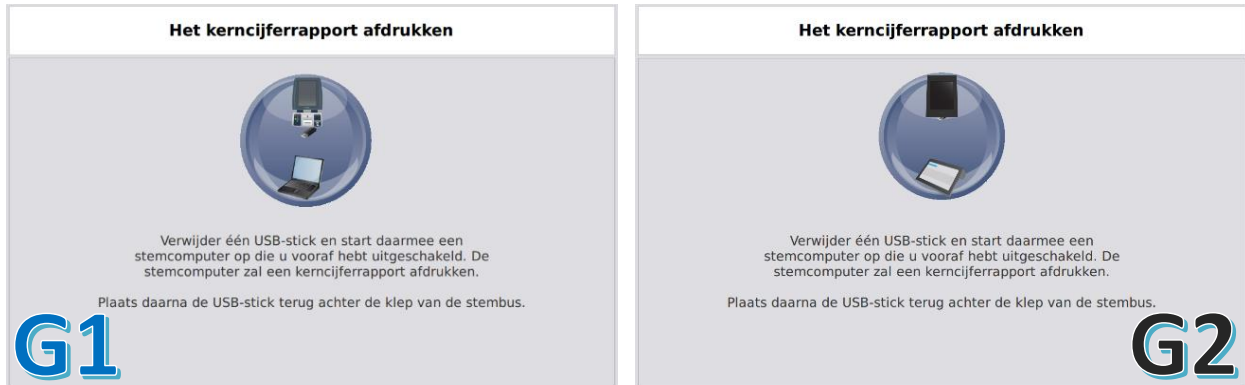 Het kerncijferrapport afdrukken
Verwijder één USB-stick en start daarmee een
stemcomputer op die u vooraf hebt uitgeschakeld. De
stemcomputer zal een kerncijferrapport afdrukken.
Plaats daarna de USB-stick terug achter de klep van de stembus.
G1
Het kerncijferrapport afdrukken
Verwijder één USB-stick en start daarmee een
stemcomputer op die u vooraf hebt uitgeschakeld. De
stemcomputer zal een kerncijferrapport afdrukken.
Plaats daarna de USB-stick terug achter de klep van de stembus.
G2